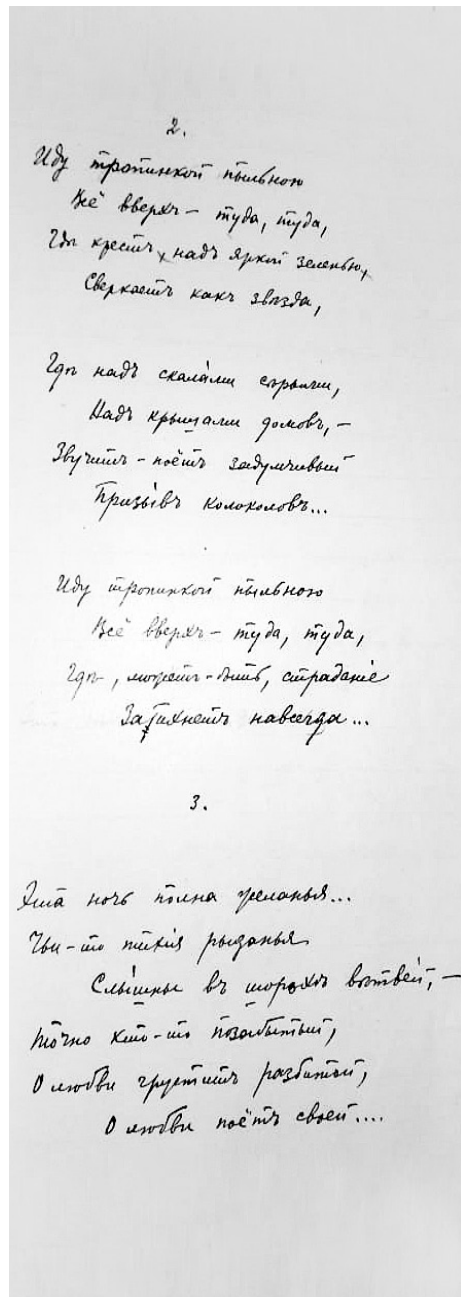 2.
Иду тропинкой пыльною
Всё вверхъ – туда, туда,
Гдѣ крестъ, надъ яркой зеленью,
Сверкаетъ какъ звѣзда,
Гдѣ надъ скалами сѣрыми,
Надъ крышами домовъ, –
Звучитъ – поётъ задумчивый
Призывъ колоколовъ...
Иду тропинкой пыльною
Всё вверхъ – туда, туда,
Гдѣ, можетъ-быть, страданіе
Затихнетъ навсегда...
3.
Эта ночь полна желанья...
Чьи-то тихія рыданья
Слышны въ шорохѣ вѣтвей, –
Точно кто-то позабытый,
О любви груститъ разбитой,
О любви поётъ своей....